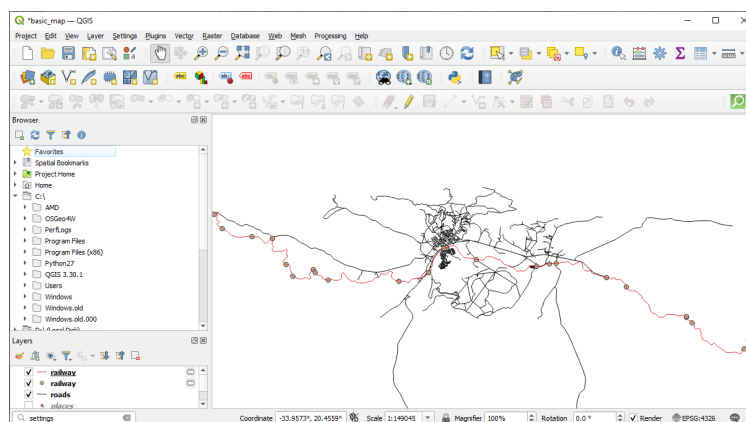 *basic_map — QGIS
Project Edit View Layer Settings Plugins Vector Raster Database Web Mesh Processing Help
abc abc abc
Browser
Favorites
Spatial Bookmarks
Project Home
Home
C:\
AMD
OSGeo4W
PerfLogs
Program Files
Program Files (x86)
Python27
QGIS 3.30.1
Users
Windows
Windows.old
Windows.old.000
Layers
railway
railway
roads
places
settings Coordinate -33.9573°, 20.4559° Scale 1:149045 Magnifier 100% Rotation 0.0 ° Render EPSG:4326